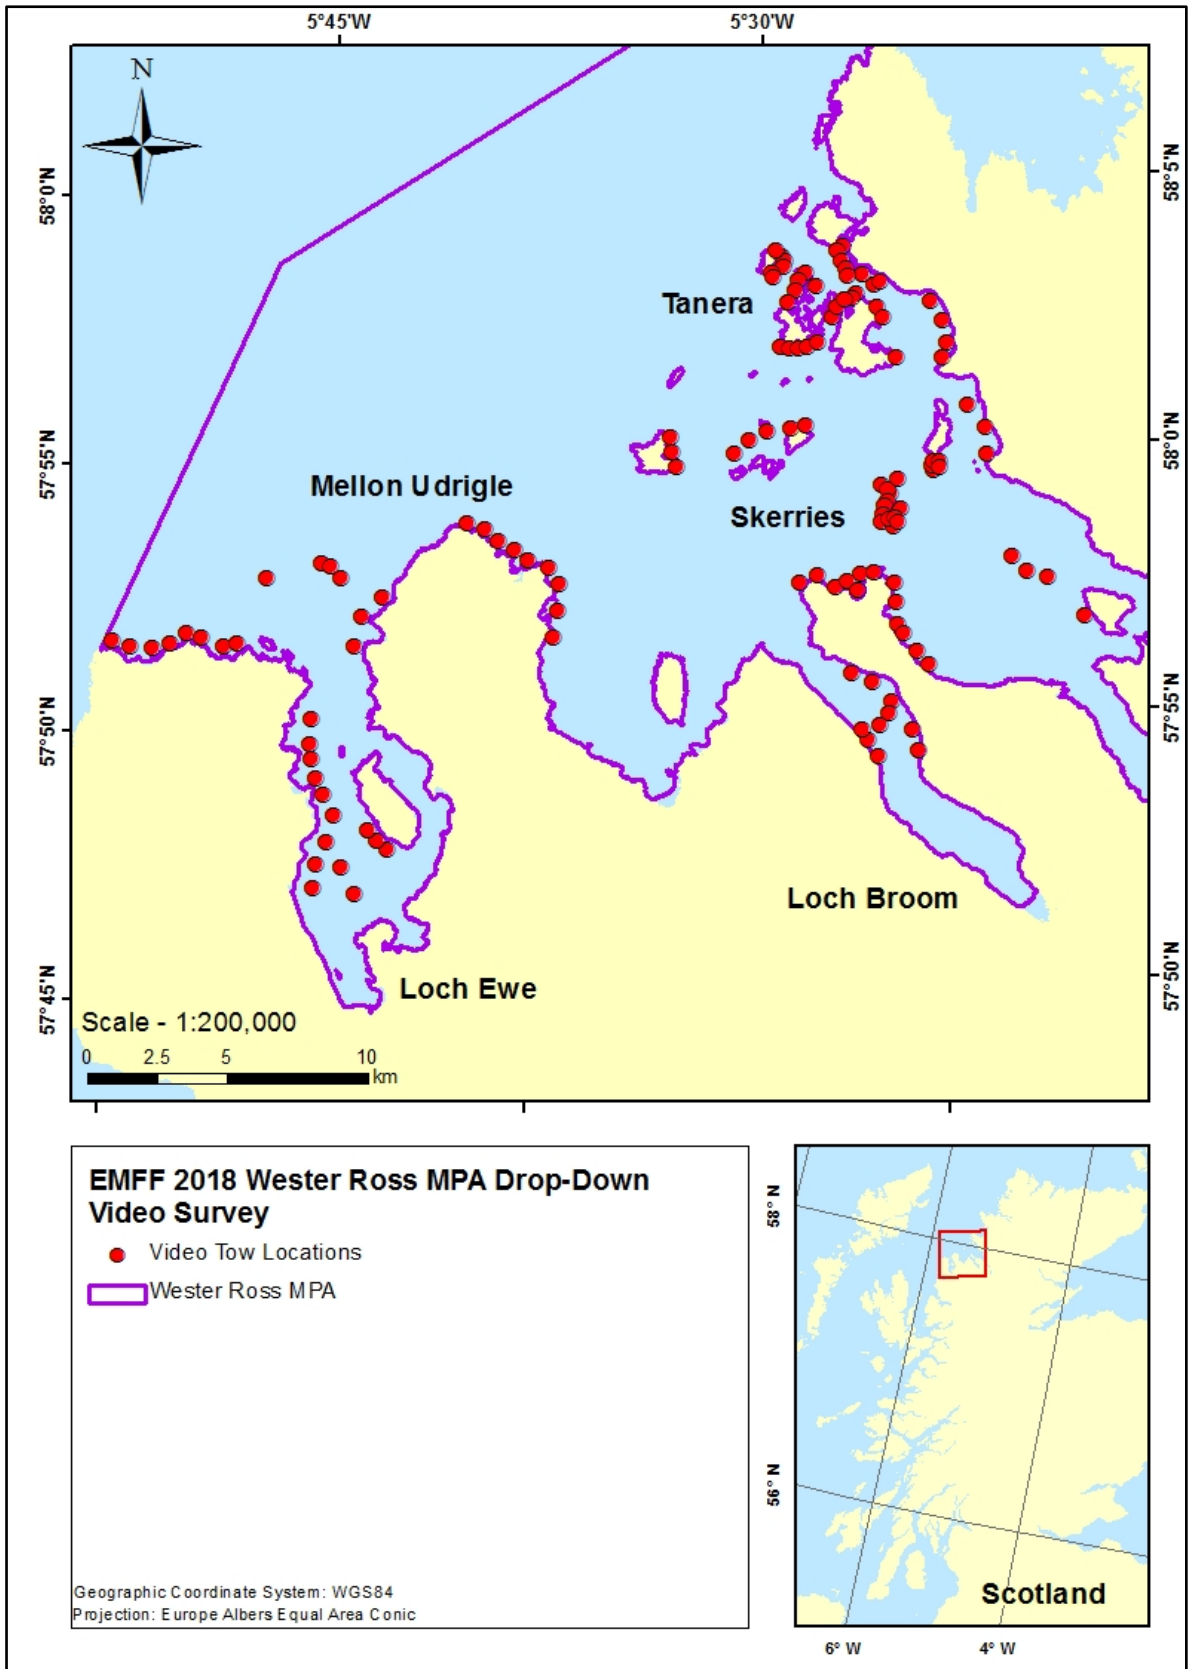 5°45'W 5°30'W
N
58°0'N
58°5'N
Tanera
57°55'N
58°0'N
Mellon Udrigle
Skerries
57°50'N
57°55'N
Loch Broom
57°45'N
57°50'N
Loch Ewe
Scale - 1:200,000
0 2.5 5 10
km
EMFF 2018 Wester Ross MPA Drop-Down
Video Survey
Video Tow Locations
Wester Ross MPA
Geographic Coordinate System: WGS84
Projection: Europe Albers Equal Area Conic
58° N
56° N
Scotland
6° W 4° W